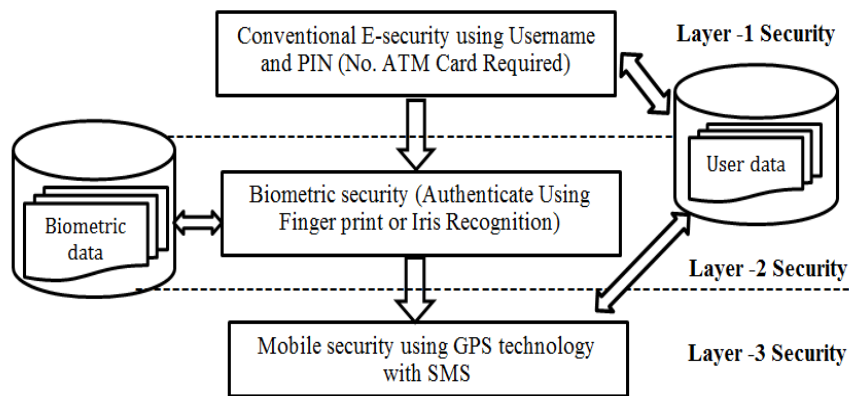 Conventional E-security using Username
and PIN (No. ATM Card Required)
Layer -1 Security
User data
Biometric security (Authenticate Using
Finger print or Iris Recognition)
Biometric
data
Layer -2 Security
Mobile security using GPS technology
with SMS
Layer -3 Security